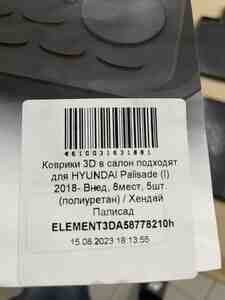 Коврики 3D в салон подходят
для HYUNDAI Palisade (I)
2018- Внед, 8мест, 5шт.
(полиуретан) / Хендай
Палисад
ELEMENT3DA58778210h
15.08.2023 18:13:55